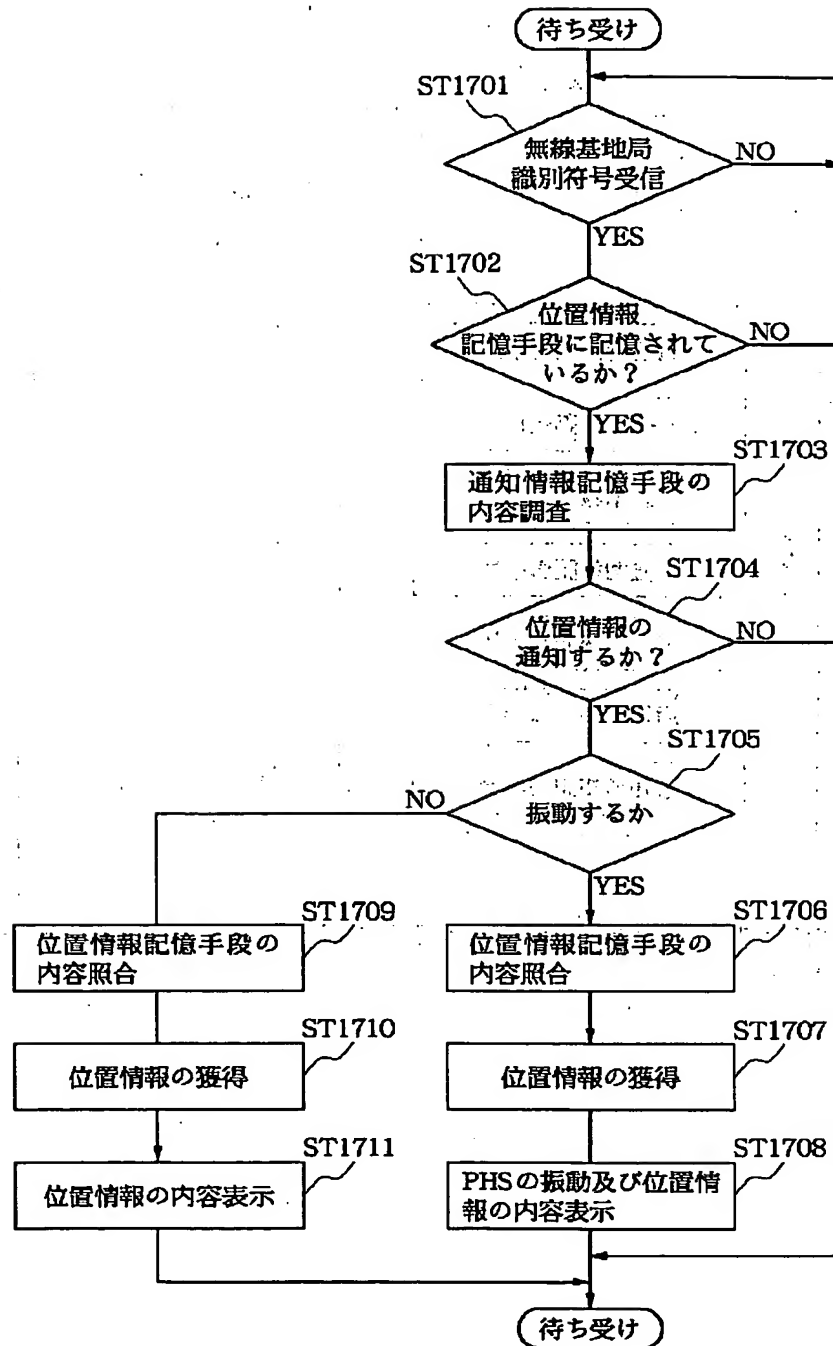 待ち受け
ST1701
無線基地局
識別符号受信
NO
YES
ST1702
位置情報
記憶手段に記憶されて
いるか？
NO
YES
ST1703
通知情報記憶手段の
内容調査
ST1704
位置情報の
通知するか？
NO
YES
ST1705
振動するか
NO
YES
ST1709
位置情報記憶手段の
内容照合
ST1706
位置情報記憶手段の
内容照合
ST1710
位置情報の獲得
ST1707
位置情報の獲得
ST1711
位置情報の内容表示
ST1708
PHSの振動及び位置情
報の内容表示
待ち受け